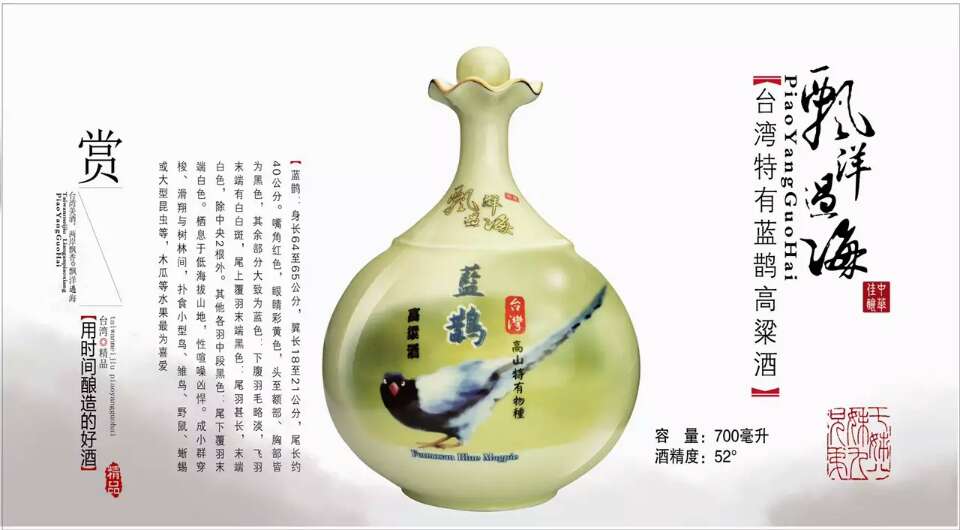 飘洋过海
PiaoYangGuoHai
【台湾特有蓝鹊高粱酒】
中華
佳釀
容 量：700毫升
酒精度：52°
飄洋過海
台灣
藍鵲
高粱酒
高山特有物種
Formosan Blue Magpie
【蓝鹊：身长64至65公分，翼长18至21公分，尾长约
40公分。嘴角红色，眼睛彩黄色，头至额部、胸部皆
为黑色，其余部分大致为蓝色：下腹羽毛略淡，飞羽
末端有白白斑，尾上覆羽末端黑色：尾羽甚长，末端
白色，除中央2根外。其他各羽中段黑色：尾下覆羽末
端白色。栖息于低海拔山地，性喧噪凶悍。成小群穿
梭、滑翔与树林间，扑食小型鸟、雏鸟、野鼠、蜥蜴
或大型昆虫等，木瓜等水果最为喜爱
赏
PiaoYangGuoHai
台湾精品
【用时间酿造的好酒】
精品